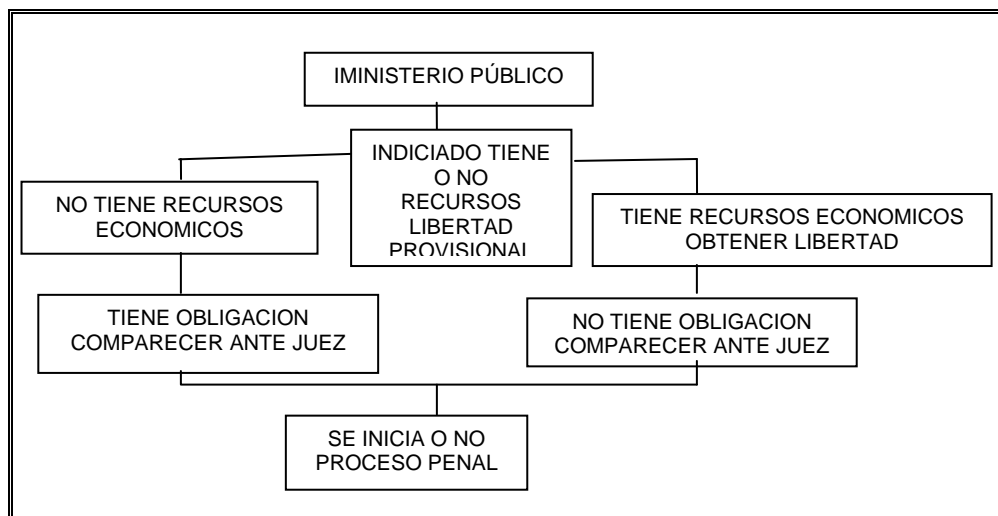 IMINISTERIO PÚBLICO
INDICIADO TIENE
O NO
RECURSOS
LIBERTAD
PROVISIONAL
NO TIENE RECURSOS
ECONOMICOS
TIENE RECURSOS ECONOMICOS
OBTENER LIBERTAD
TIENE OBLIGACION
COMPARECER ANTE JUEZ
NO TIENE OBLIGACION
COMPARECER ANTE JUEZ
SE INICIA O NO
PROCESO PENAL